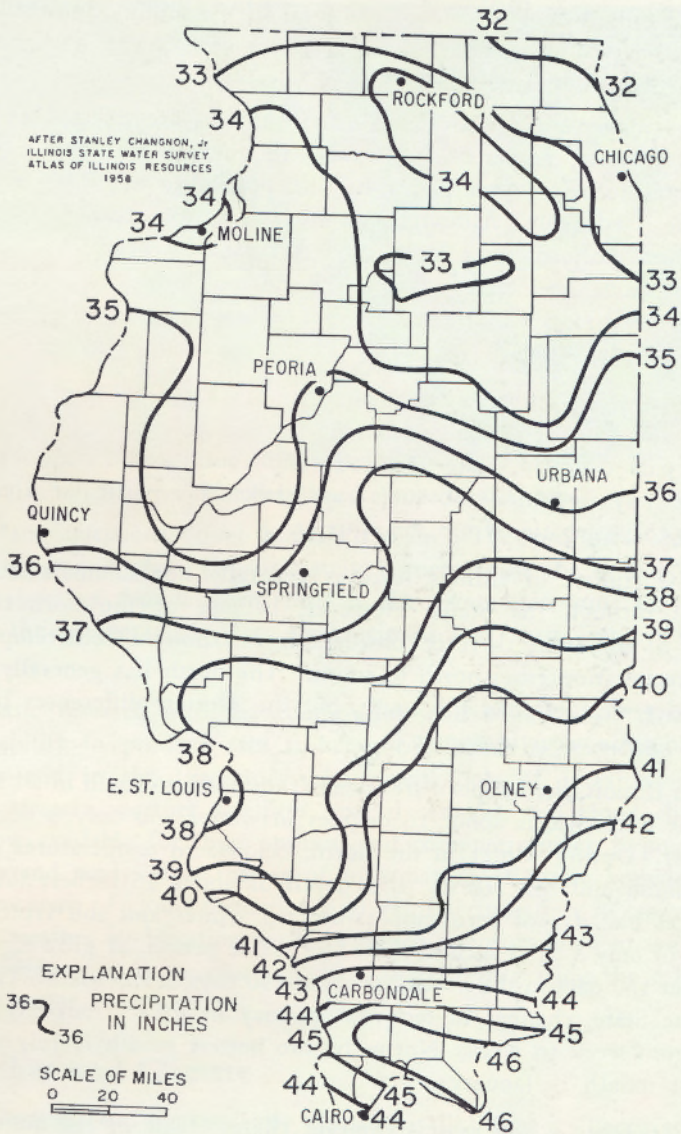 32
33
32
ROCKFORD
34
AFTER STANLEY CHANGNON, Jr
ILLINOIS STATE WATER SURVEY
ATLAS OF ILLINOIS RESOURCES
1958
CHICAGO
34
34
34
MOLINE
33
33
35
34
35
PEORIA
URBANA
36
QUINCY
36
SPRINGFIELD
37
38
37
39
40
38
41
E. ST. LOUIS
OLNEY
38
42
39
40
41
43
42
EXPLANATION
43
CARBONDALE
44
36
PRECIPITATION
IN INCHES
36
44
45
45
46
SCALE OF MILES
0 20 40
44
45
CAIRO
44
46